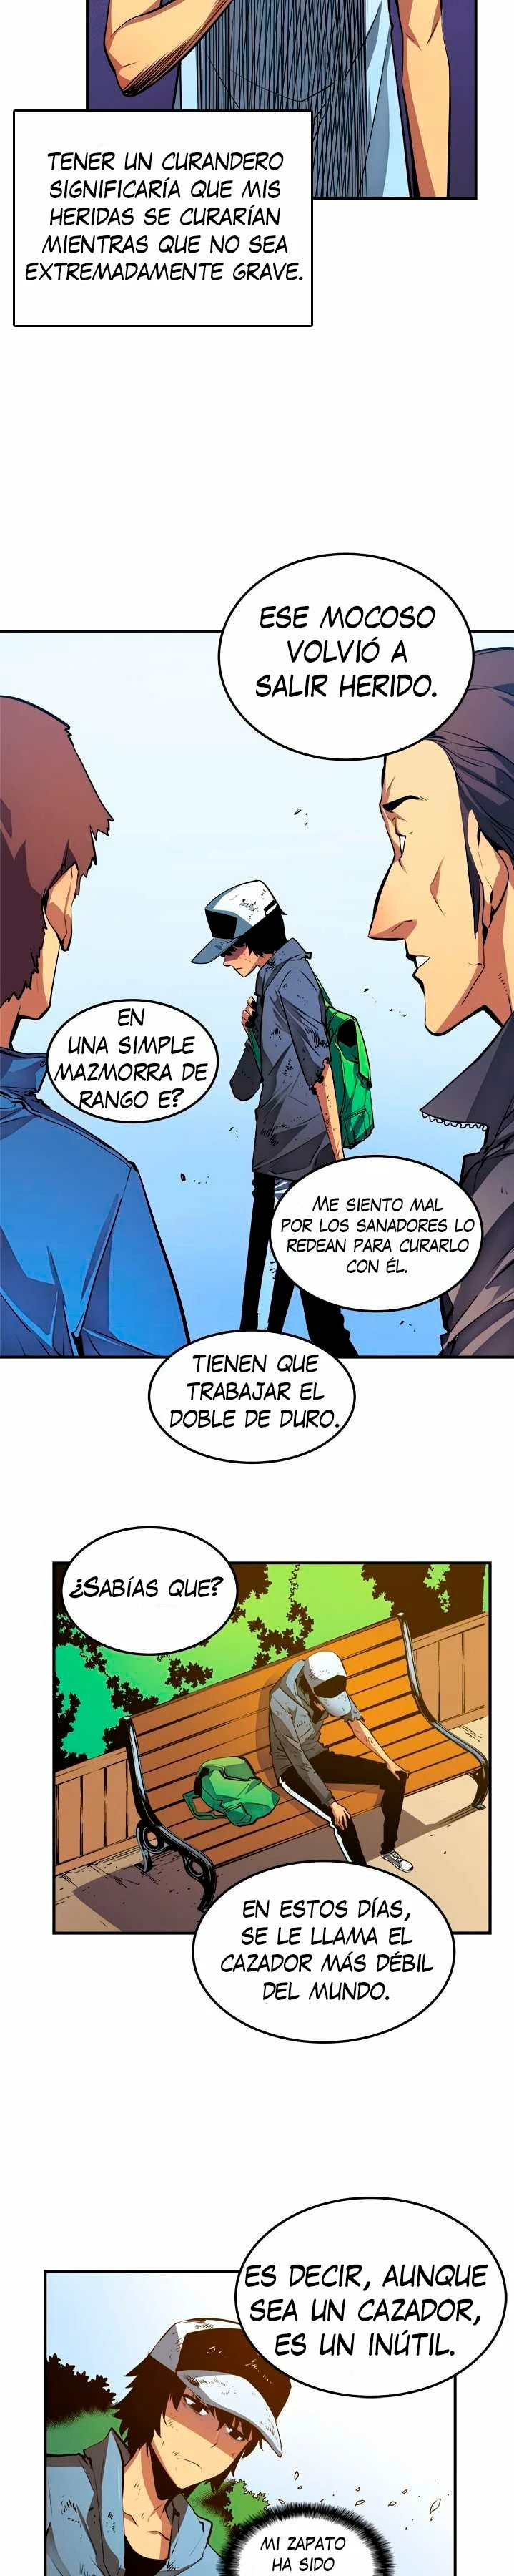 TENER UN CURANDERO
SIGNIFICARÍA QUE MIS
HERIDAS SE CURARÍAN
MIENTRAS QUE NO SEA
EXTREMADAMENTE GRAVE.
ESE MOCOSO
VOLVIÓ A
SALIR HERIDO.
EN
UNA SIMPLE
MAZMORRA DE
RANGO E?
ME SIENTO MAL
POR LOS SANADORES LO
REDEAN PARA CURARLO
CON ÉL.
TIENEN QUE
TRABAJAR EL
DOBLE DE DURO.
¿SABÍAS QUE?
EN ESTOS DÍAS,
SE LE LLAMA EL
CAZADOR MÁS DÉBIL
DEL MUNDO.
ES DECIR, AUNQUE
SEA UN CAZADOR,
ES UN INÚTIL.
MI ZAPATO
HA SIDO